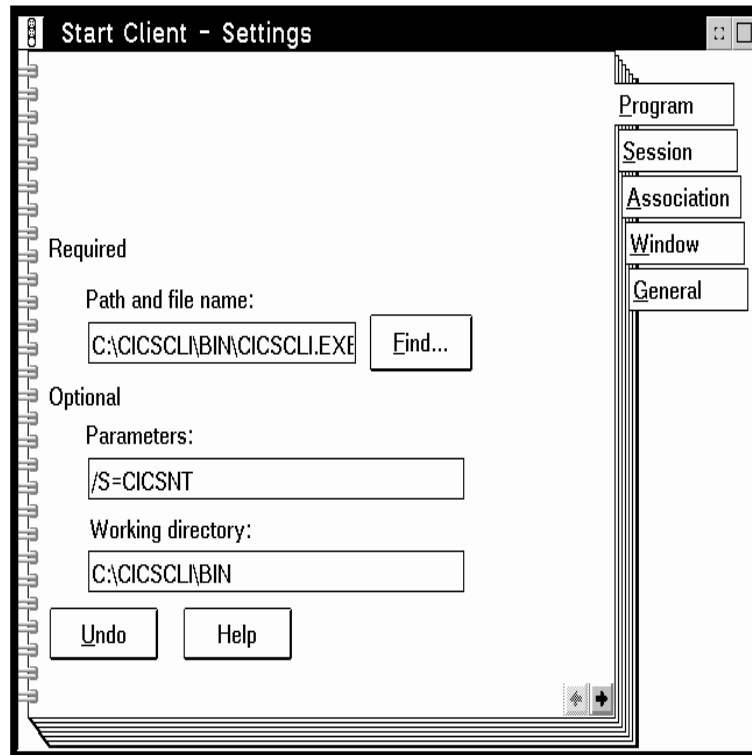 Start Client - Settings
Program
Session
Association
Window
General
Required
Path and file name:
C:\CICSCLI\BIN\CICSCLI.EXE
Find...
Optional
Parameters:
/S=CICSNT
Working directory:
C:\CICSCLI\BIN
Undo
Help